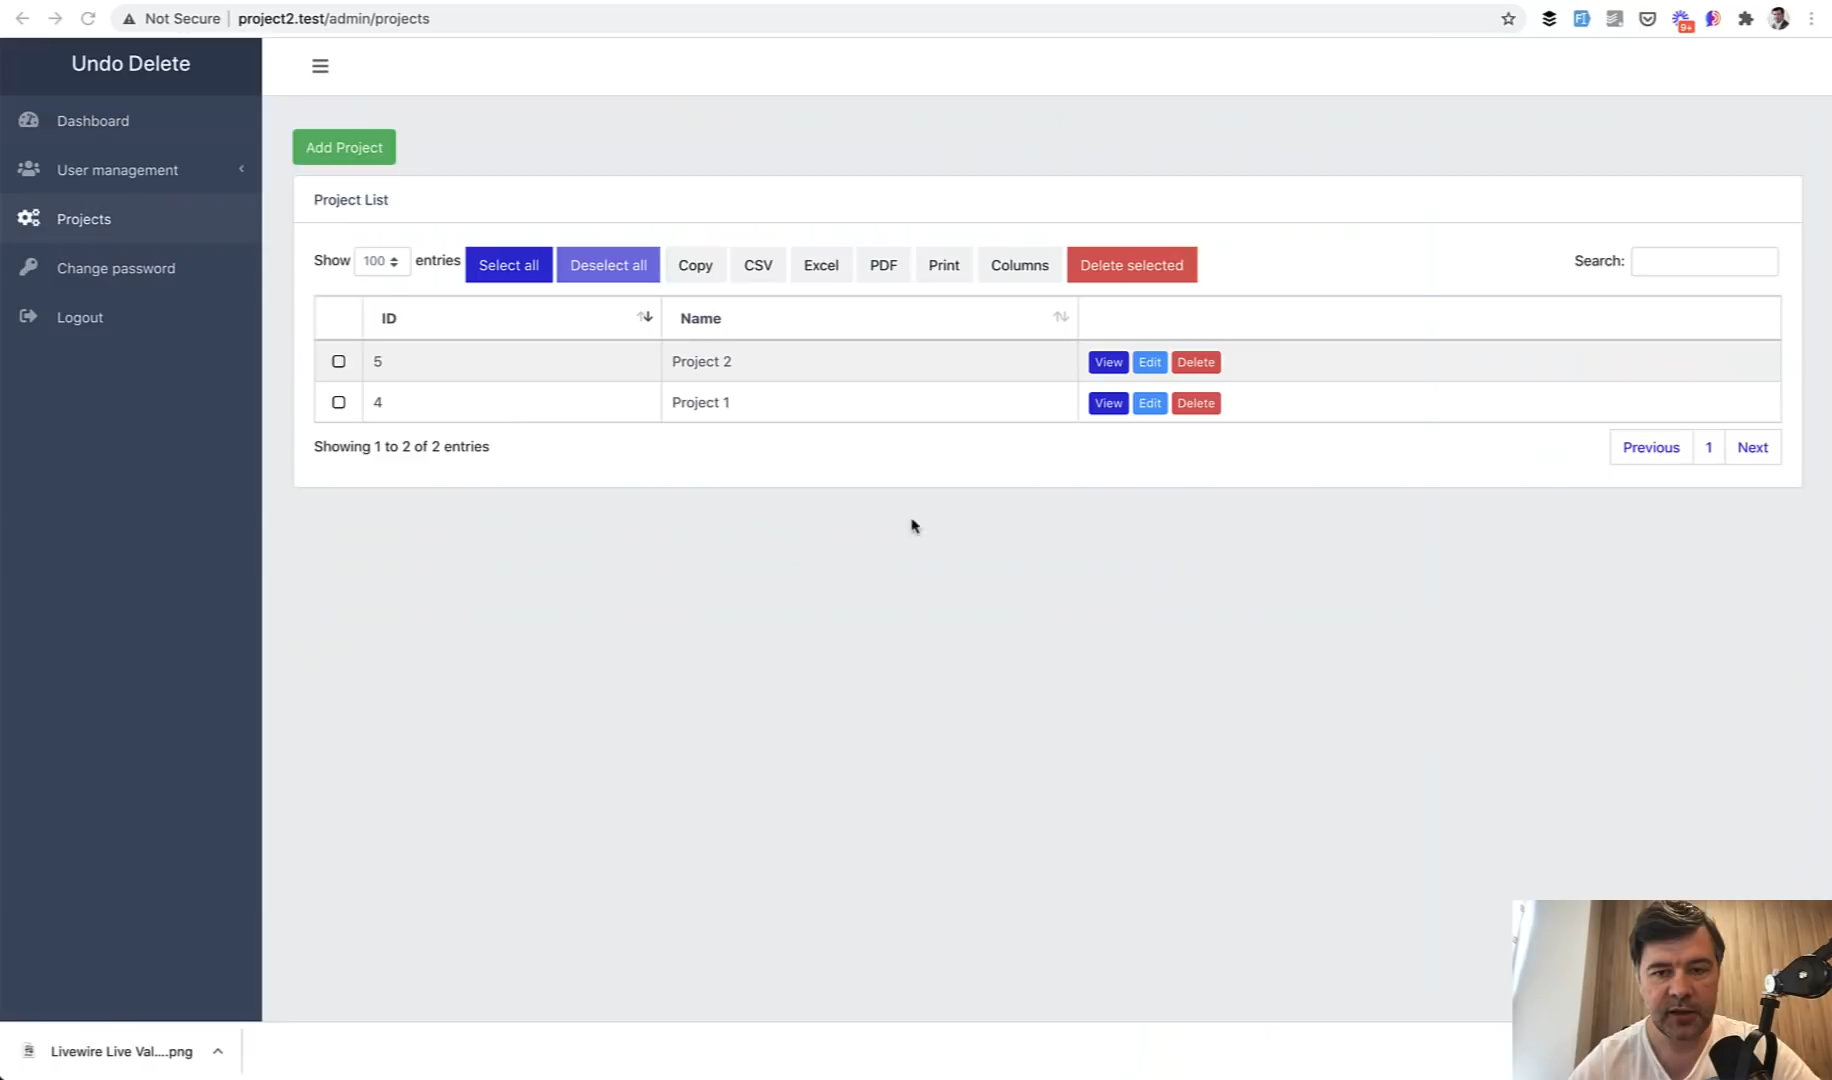 Not Secure project2.test/admin/projects
9+
Undo Delete
Dashboard
User management
Projects
Change password
Logout
Add Project
Project List
Show 100 entries Select all Deselect all Copy CSV Excel PDF Print Columns Delete selected Search:
ID Name
5 Project 2 View Edit Delete
4 Project 1 View Edit Delete
Showing 1 to 2 of 2 entries
Previous 1 Next
Livewire Live Val....png